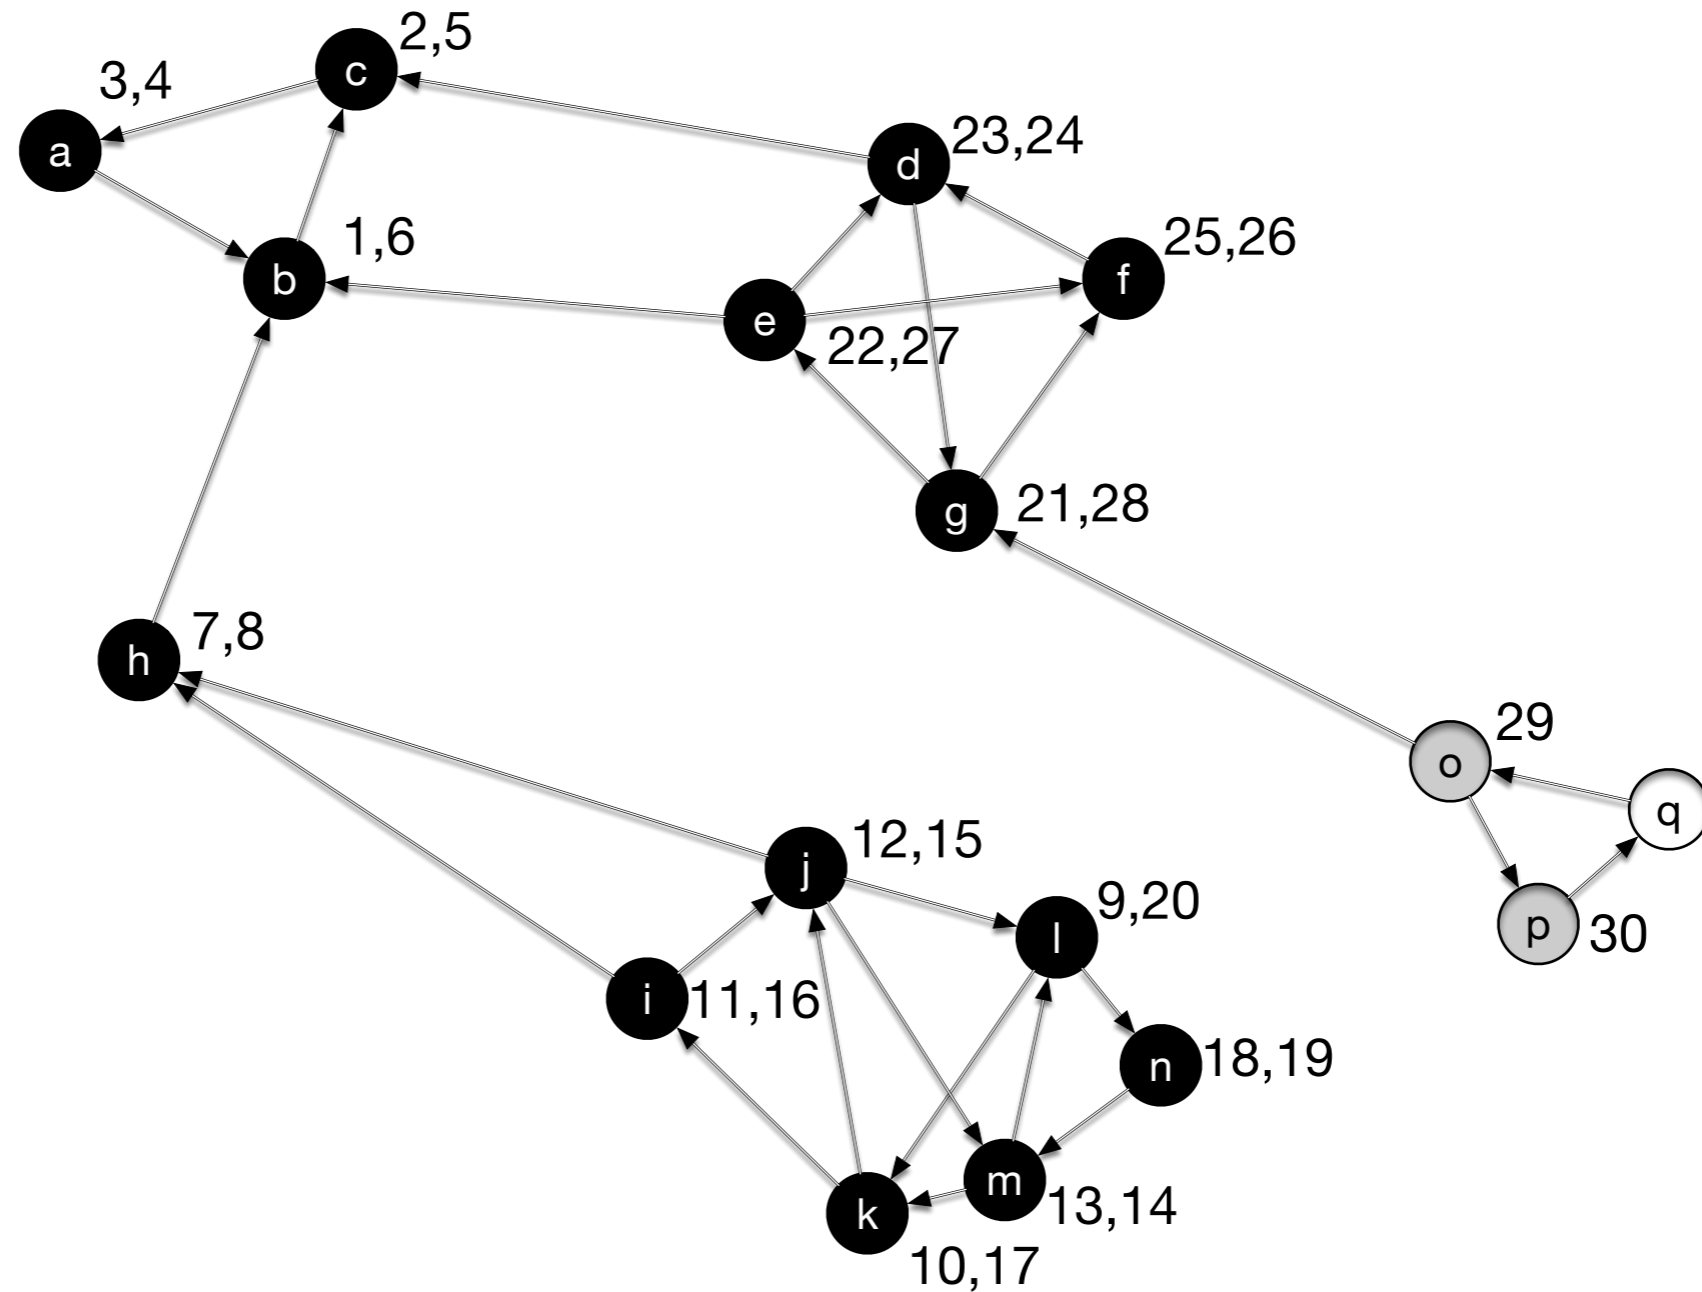 c 2,5
3,4
a
d 23,24
b 1,6
f 25,26
e 22,27
g 21,28
h 7,8
o 29
q
p 30
j 12,15
l 9,20
i 11,16
n 18,19
m 13,14
k 10,17